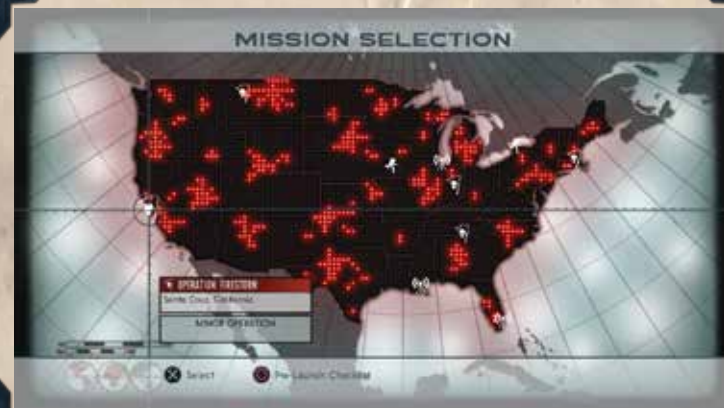 MISSION SELECTION
OPERATION FIRESTORM
Santa Cruz, California
MINOR OPERATION
Select
Pre-Launch Checklist